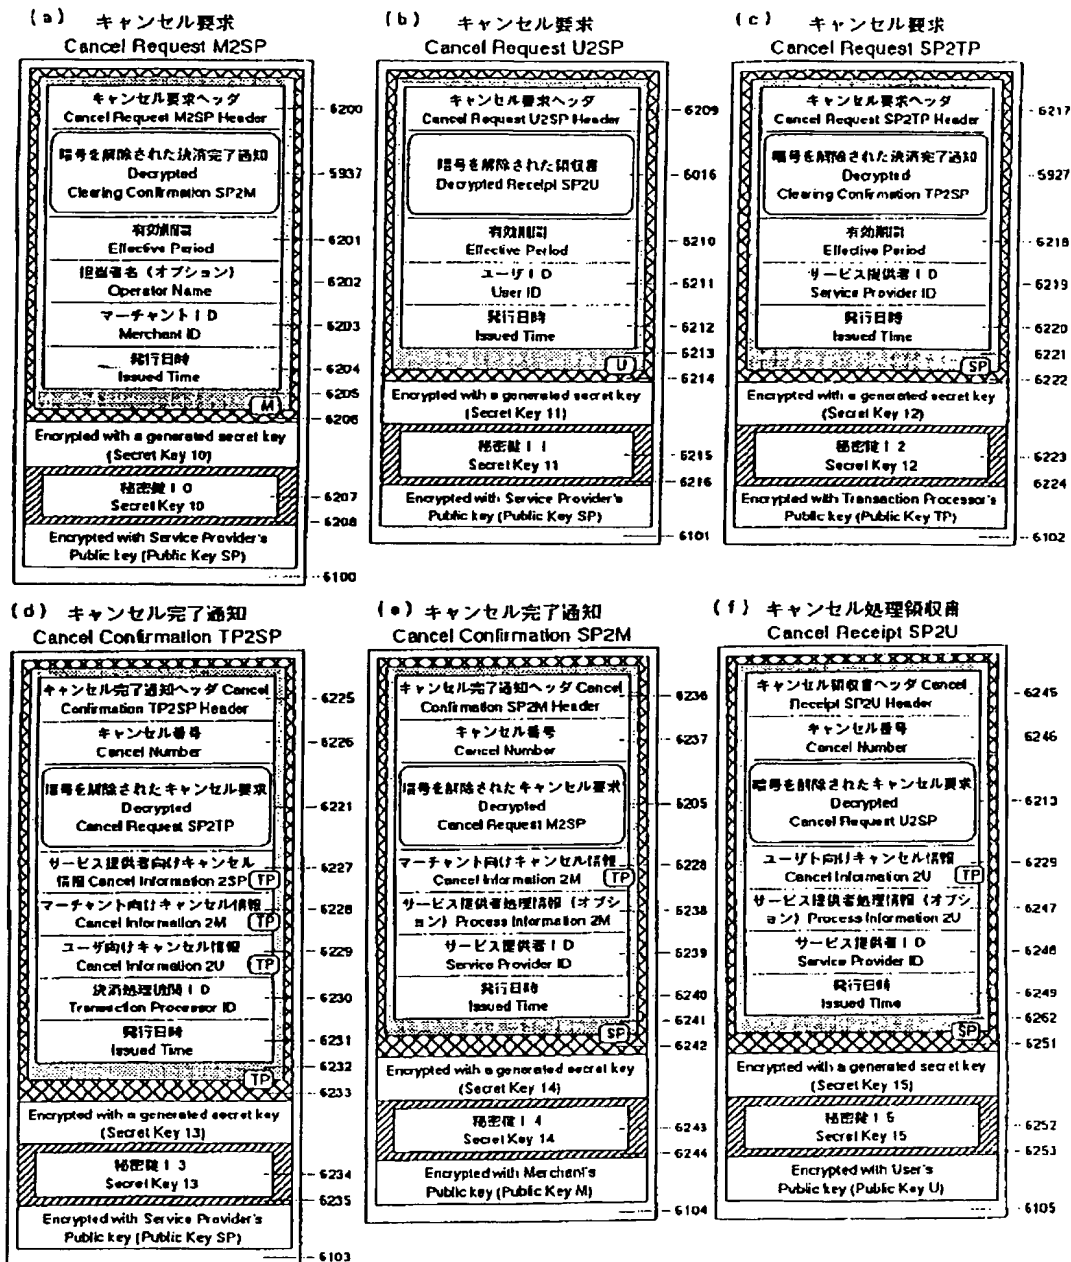 (a) キャンセル要求
Cancel Request M2SP
キャンセル要求ヘッダ
Cancel Request M2SP Header
6200
暗号を解除された決済完了通知
Decrypted
Clearing Confirmation SP2M
5937
有効期間
Effective Period
6201
担当者名 (オプション)
Operator Name
6202
マーチャントID
Merchant ID
6203
発行日時
Issued Time
6204
6205
M
6206
Encrypted with a generated secret key
(Secret Key 10)
秘密鍵10
Secret Key 10
6207
6208
Encrypted with Service Provider's
Public key (Public Key SP)
6100
(b) キャンセル要求
Cancel Request U2SP
キャンセル要求ヘッダ
Cancel Request U2SP Header
6209
暗号を解除された領収書
Decrypted Receipt SP2U
6016
有効期間
Effective Period
6210
ユーザID
User ID
6211
発行日時
Issued Time
6212
6213
U
6214
Encrypted with a generated secret key
(Secret Key 11)
秘密鍵11
Secret Key 11
6215
6216
Encrypted with Service Provider's
Public key (Public Key SP)
6101
(c) キャンセル要求
Cancel Request SP2TP
キャンセル要求ヘッダ
Cancel Request SP2TP Header
6217
暗号を解除された決済完了通知
Decrypted
Clearing Confirmation TP2SP
5927
有効期間
Effective Period
6218
サービス提供者ID
Service Provider ID
6219
発行日時
Issued Time
6220
6221
SP
6222
Encrypted with a generated secret key
(Secret Key 12)
秘密鍵12
Secret Key 12
6223
6224
Encrypted with Transaction Processor's
Public key (Public Key TP)
6102
(d) キャンセル完了通知
Cancel Confirmation TP2SP
キャンセル完了通知ヘッダ Cancel
Confirmation TP2SP Header
6225
キャンセル番号
Cancel Number
6226
暗号を解除されたキャンセル要求
Decrypted
Cancel Request SP2TP
6221
サービス提供者向けキャンセル
情報 Cancel Information 2SP TP
6227
マーチャント向けキャンセル情報
Cancel Information 2M TP
6228
ユーザ向けキャンセル情報
Cancel Information 2U TP
6229
決済処理機関ID
Transaction Processor ID
6230
発行日時
Issued Time
6231
6232
TP
6233
Encrypted with a generated secret key
(Secret Key 13)
秘密鍵13
Secret Key 13
6234
6235
Encrypted with Service Provider's
Public key (Public Key SP)
6103
(e) キャンセル完了通知
Cancel Confirmation SP2M
キャンセル完了通知ヘッダ Cancel
Confirmation SP2M Header
6236
キャンセル番号
Cancel Number
6237
暗号を解除されたキャンセル要求
Decrypted
Cancel Request M2SP
6205
マーチャント向けキャンセル情報
Cancel Information 2M TP
6228
サービス提供者処理情報 (オプシ
ョン) Process Information 2M
6238
サービス提供者ID
Service Provider ID
6239
発行日時
Issued Time
6240
6241
SP
6242
Encrypted with a generated secret key
(Secret Key 14)
秘密鍵14
Secret Key 14
6243
6244
Encrypted with Merchant's
Public key (Public Key M)
6104
(f) キャンセル処理領収書
Cancel Receipt SP2U
キャンセル領収書ヘッダ Cancel
Receipt SP2U Header
6245
キャンセル番号
Cancel Number
6246
暗号を解除されたキャンセル要求
Decrypted
Cancel Request U2SP
6213
ユーザト向けキャンセル情報
Cancel Information 2U TP
6229
サービス提供者処理情報 (オプシ
ョン) Process Information 2U
6247
サービス提供者ID
Service Provider ID
6248
発行日時
Issued Time
6249
6262
SP
6251
Encrypted with a generated secret key
(Secret Key 15)
秘密鍵15
Secret Key 15
6252
6253
Encrypted with User's
Public key (Public Key U)
6105